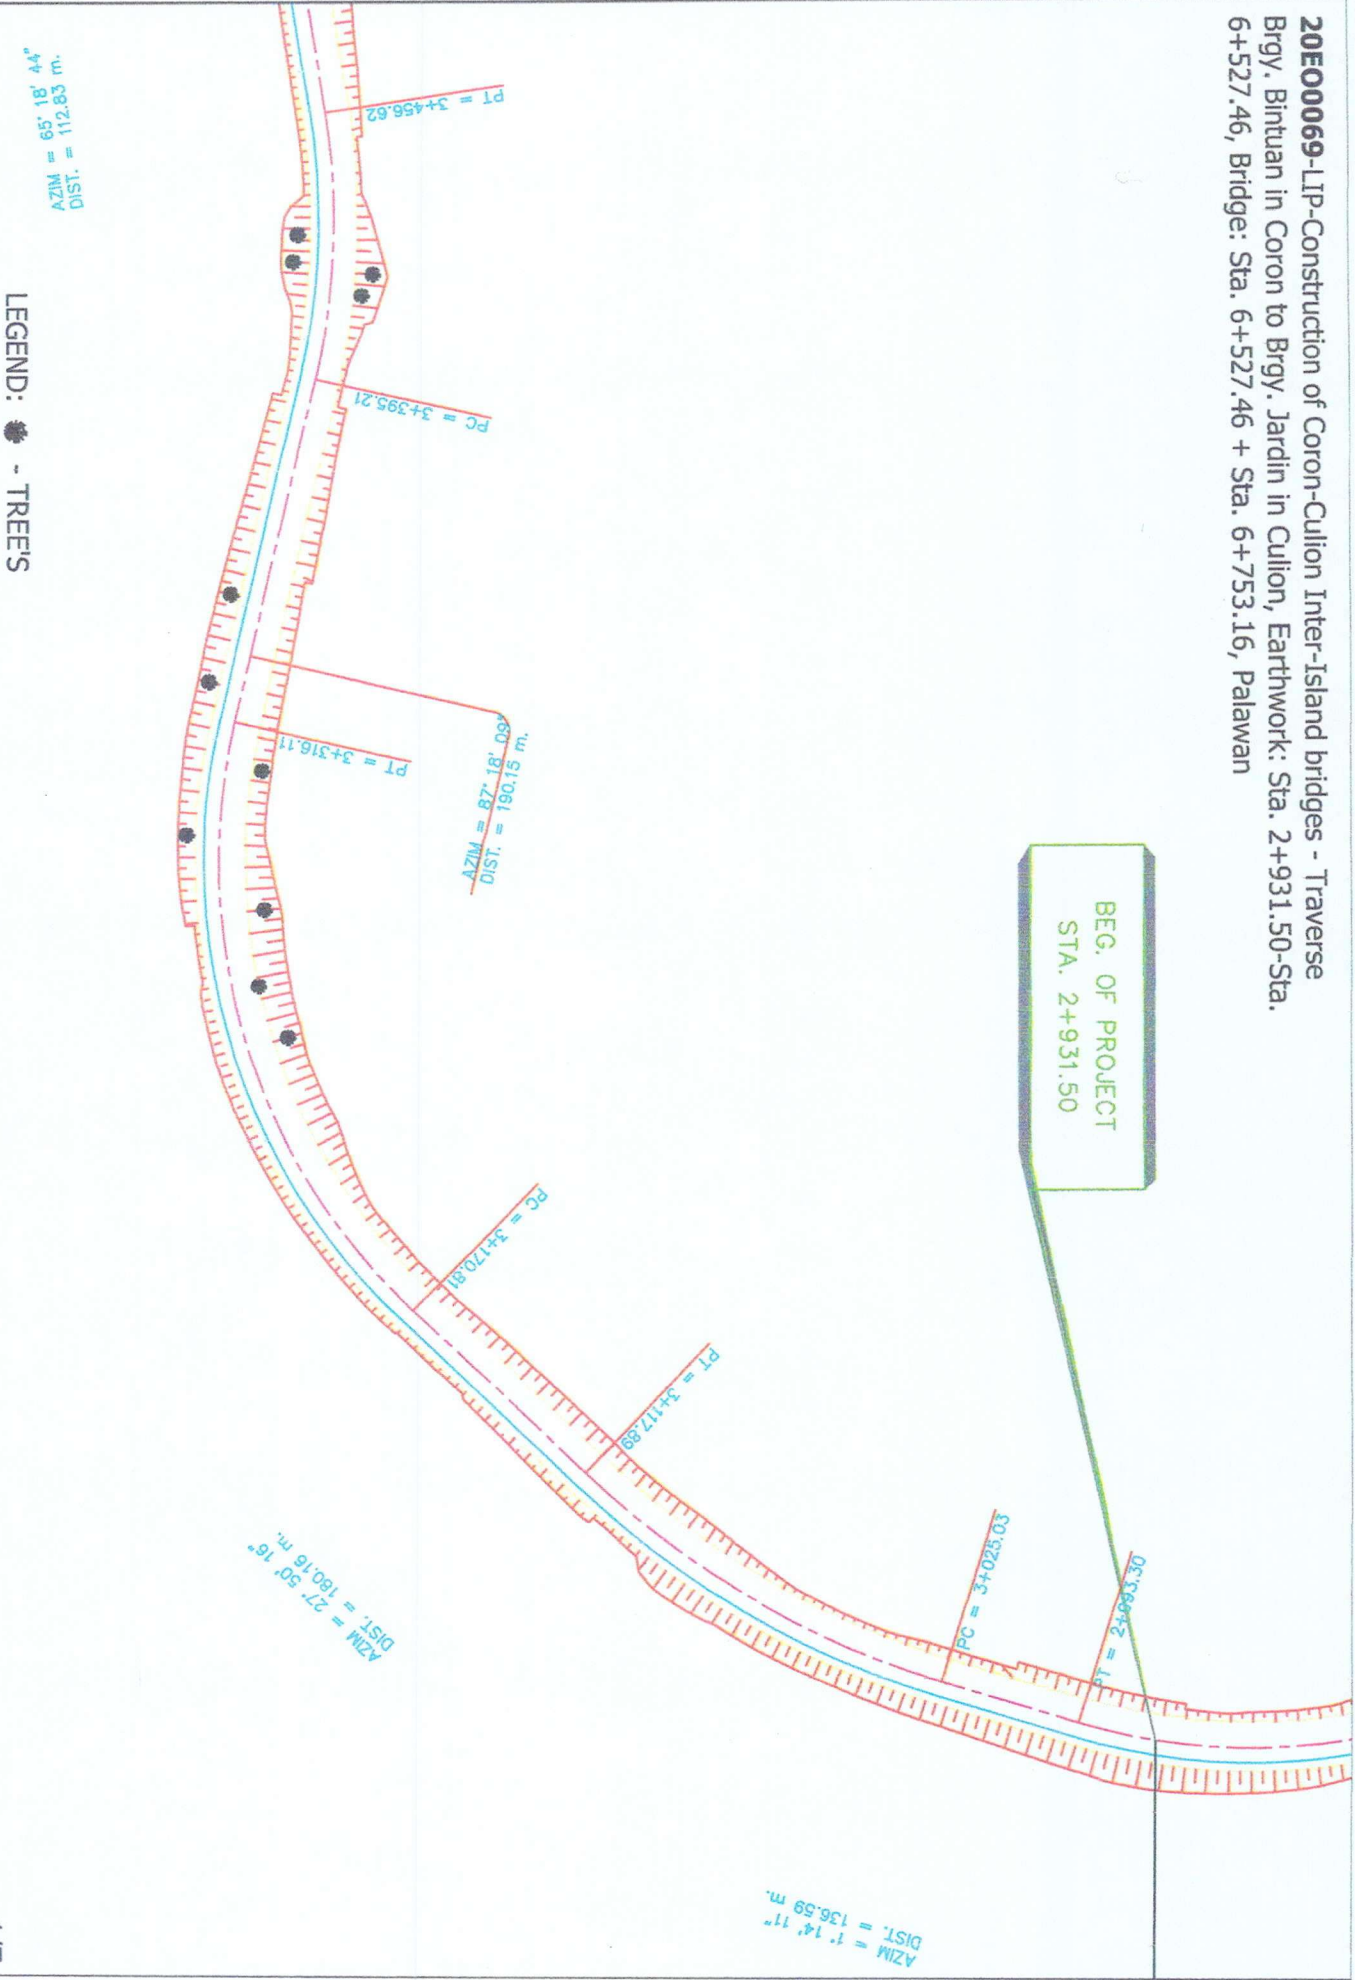 20EO0069-LIP-Construction of Coron-Culion Inter-Island bridges - Traverse
Brgy. Bintuan in Coron to Brgy. Jardin in Culion, Earthwork: Sta. 2+931.50-Sta.
6+527.46, Bridge: Sta. 6+527.46 + Sta. 6+753.16, Palawan
BEG. OF PROJECT
STA. 2+931.50
PT = 2+993.30
PC = 3+025.03
PT = 3+117.89
PC = 3+170.81
AZIM = 87° 18' 09"
DIST. = 190.15 m.
PT = 3+316.11
PC = 3+395.21
PT = 3+456.62
AZIM = 1° 14' 11"
DIST. = 136.59 m.
AZIM = 27° 50' 16"
DIST. = 180.16 m.
AZIM = 65° 18' 44"
DIST. = 112.83 m.
LEGEND: - TREE'S